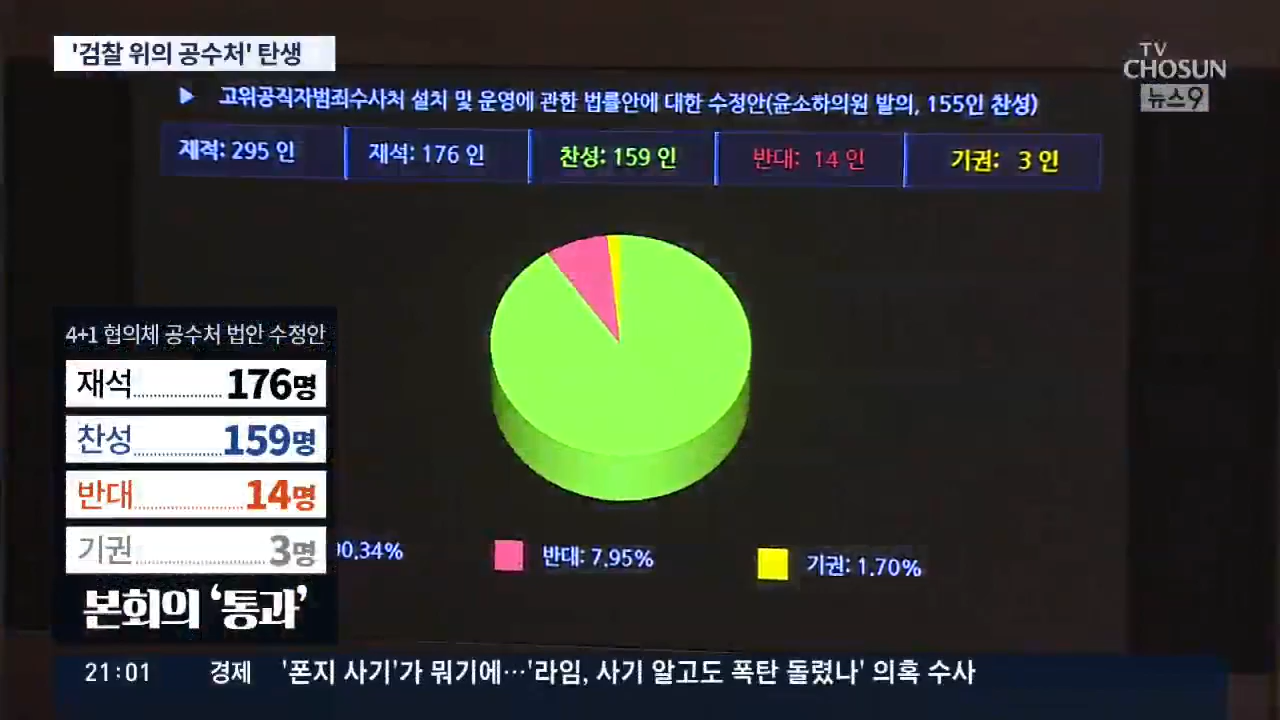 '검찰 위의 공수처' 탄생
TV
CHOSUN
뉴스9
▶ 고위공직자범죄수사처 설치 및 운영에 관한 법률안에 대한 수정안(윤소하의원 발의, 155인 찬성)
재적: 295 인 재석: 176 인 찬성: 159 인 반대: 14 인 기권: 3 인
4+1 협의체 공수처 법안 수정안
재석 176명
찬성 159명
반대 14명
기권 3명
0.34% 반대: 7.95% 기권: 1.70%
본회의 '통과'
21:01 경제 '폰지 사기'가 뭐기에…'라임, 사기 알고도 폭탄 돌렸나' 의혹 수사